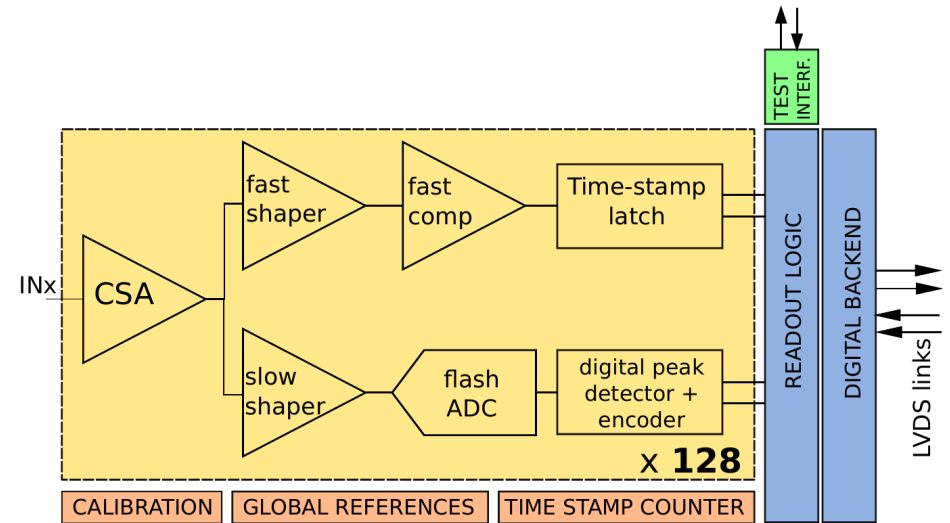 TEST
INTERF.
fast
shaper
fast
comp
Time-stamp
latch
INx
CSA
slow
shaper
flash
ADC
digital peak
detector +
encoder
x 128
READOUT LOGIC
DIGITAL BACKEND
LVDS links
CALIBRATION
GLOBAL REFERENCES
TIME STAMP COUNTER